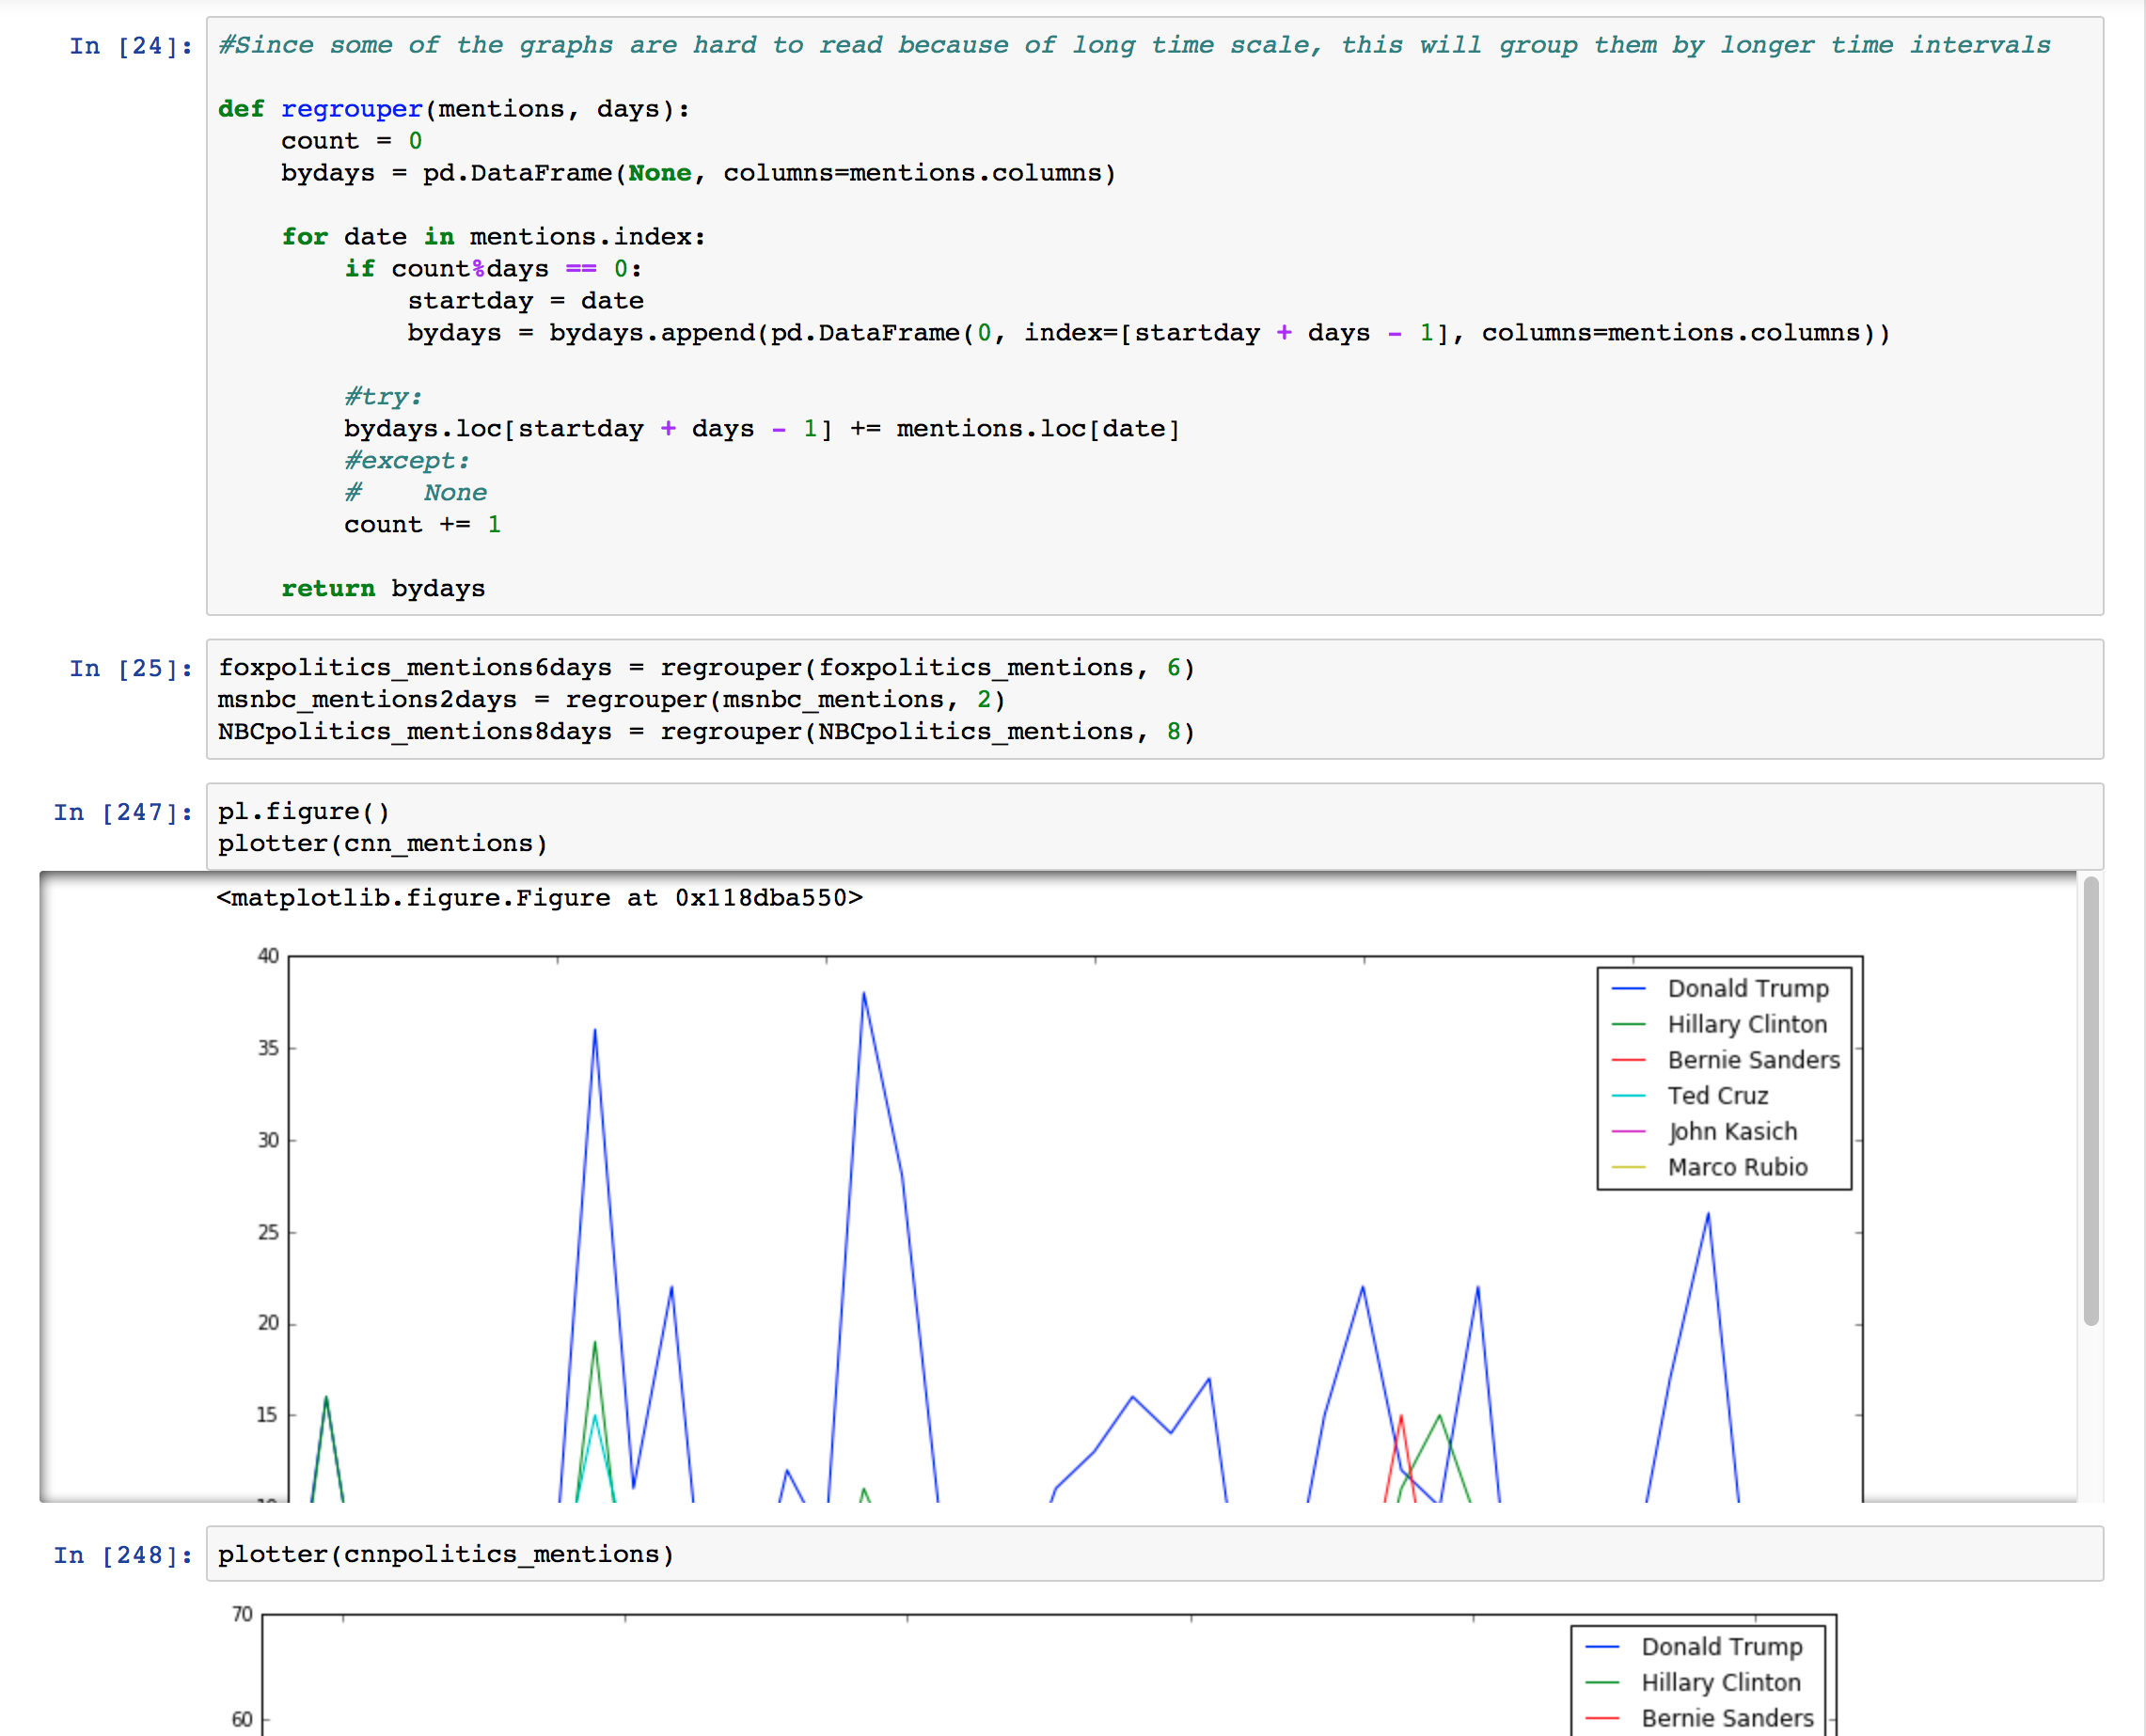 In [24]:
#Since some of the graphs are hard to read because of long time scale, this will group them by longer time intervals
def regrouper(mentions, days):
count = 0
bydays = pd.DataFrame(None, columns=mentions.columns)
for date in mentions.index:
if count%days == 0:
startday = date
bydays = bydays.append(pd.DataFrame(0, index=[startday + days - 1], columns=mentions.columns))
#try:
bydays.loc[startday + days - 1] += mentions.loc[date]
#except:
#    None
count += 1
return bydays
In [25]:
foxpolitics_mentions6days = regrouper(foxpolitics_mentions, 6)
msnbc_mentions2days = regrouper(msnbc_mentions, 2)
NBCpolitics_mentions8days = regrouper(NBCpolitics_mentions, 8)
In [247]:
pl.figure()
plotter(cnn_mentions)
<matplotlib.figure.Figure at 0x118dba550>
40
35
30
25
20
15
Donald Trump
Hillary Clinton
Bernie Sanders
Ted Cruz
John Kasich
Marco Rubio
In [248]:
plotter(cnnpolitics_mentions)
70
60
Donald Trump
Hillary Clinton
Bernie Sanders